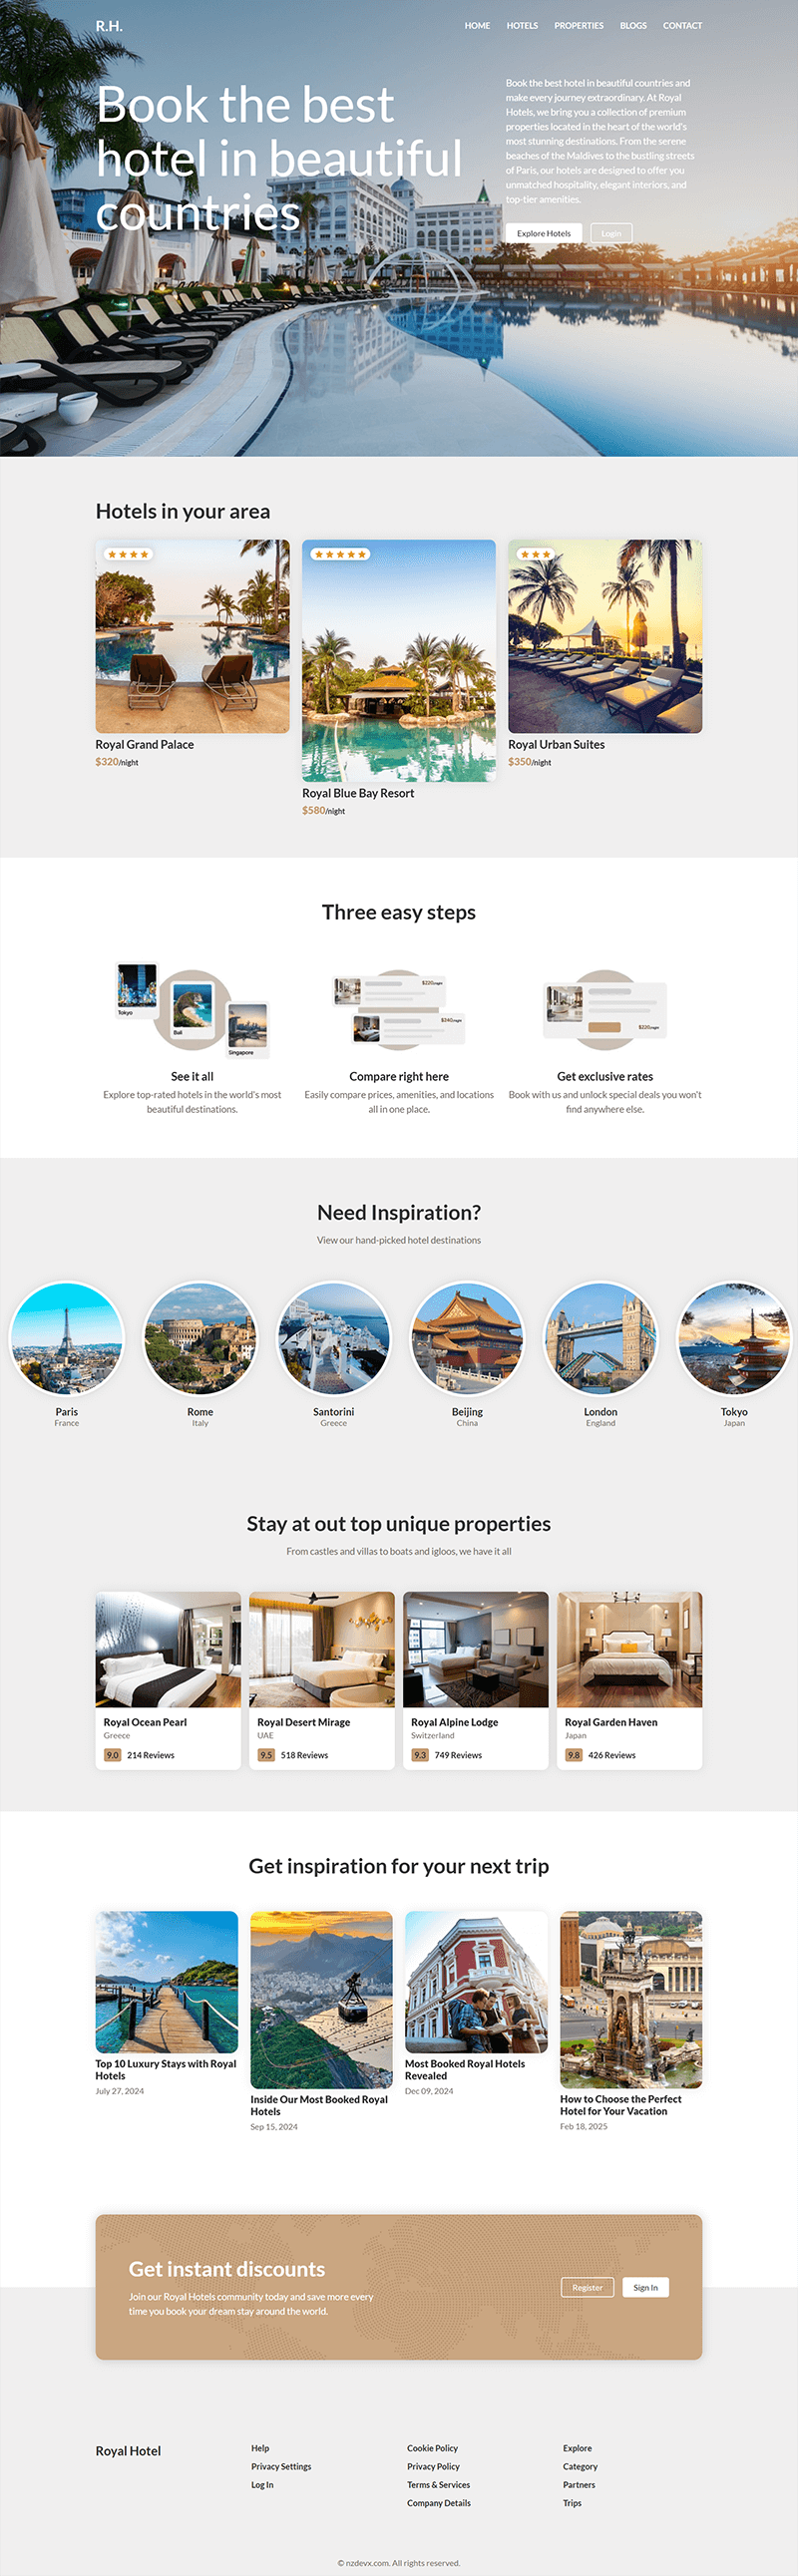 R.H.
HOME HOTELS PROPERTIES BLOGS CONTACT
Book the best
hotel in beautiful
countries
Book the best hotel in beautiful countries and
make every journey extraordinary. At Royal
Hotels, we bring you a collection of premium
properties located in the heart of the world's
most stunning destinations. From the serene
beaches of the Maldives to the bustling streets
of Paris, our hotels are designed to offer you
unmatched hospitality, elegant interiors, and
top-tier amenities.
Explore Hotels Login
Hotels in your area
Royal Grand Palace
$320/night
Royal Blue Bay Resort
$580/night
Royal Urban Suites
$350/night
Three easy steps
Tokyo
Bali
Singapore
See it all
Explore top-rated hotels in the world's most
beautiful destinations.
$220/night
$340/night
Compare right here
Easily compare prices, amenities, and locations
all in one place.
$220/night
Get exclusive rates
Book with us and unlock special deals you won't
find anywhere else.
Need Inspiration?
View our hand-picked hotel destinations
Paris
France
Rome
Italy
Santorini
Greece
Beijing
China
London
England
Tokyo
Japan
Stay at out top unique properties
From castles and villas to boats and igloos, we have it all
Royal Ocean Pearl
Greece
9.0 214 Reviews
Royal Desert Mirage
UAE
9.5 518 Reviews
Royal Alpine Lodge
Switzerland
9.3 749 Reviews
Royal Garden Haven
Japan
9.8 426 Reviews
Get inspiration for your next trip
Top 10 Luxury Stays with Royal
Hotels
July 27, 2024
Inside Our Most Booked Royal
Hotels
Sep 15, 2024
Most Booked Royal Hotels
Revealed
Dec 09, 2024
How to Choose the Perfect
Hotel for Your Vacation
Feb 18, 2025
Get instant discounts
Join our Royal Hotels community today and save more every
time you book your dream stay around the world.
Register Sign In
Royal Hotel
Help
Privacy Settings
Log In
Cookie Policy
Privacy Policy
Terms & Services
Company Details
Explore
Category
Partners
Trips
© nzdevx.com. All rights reserved.